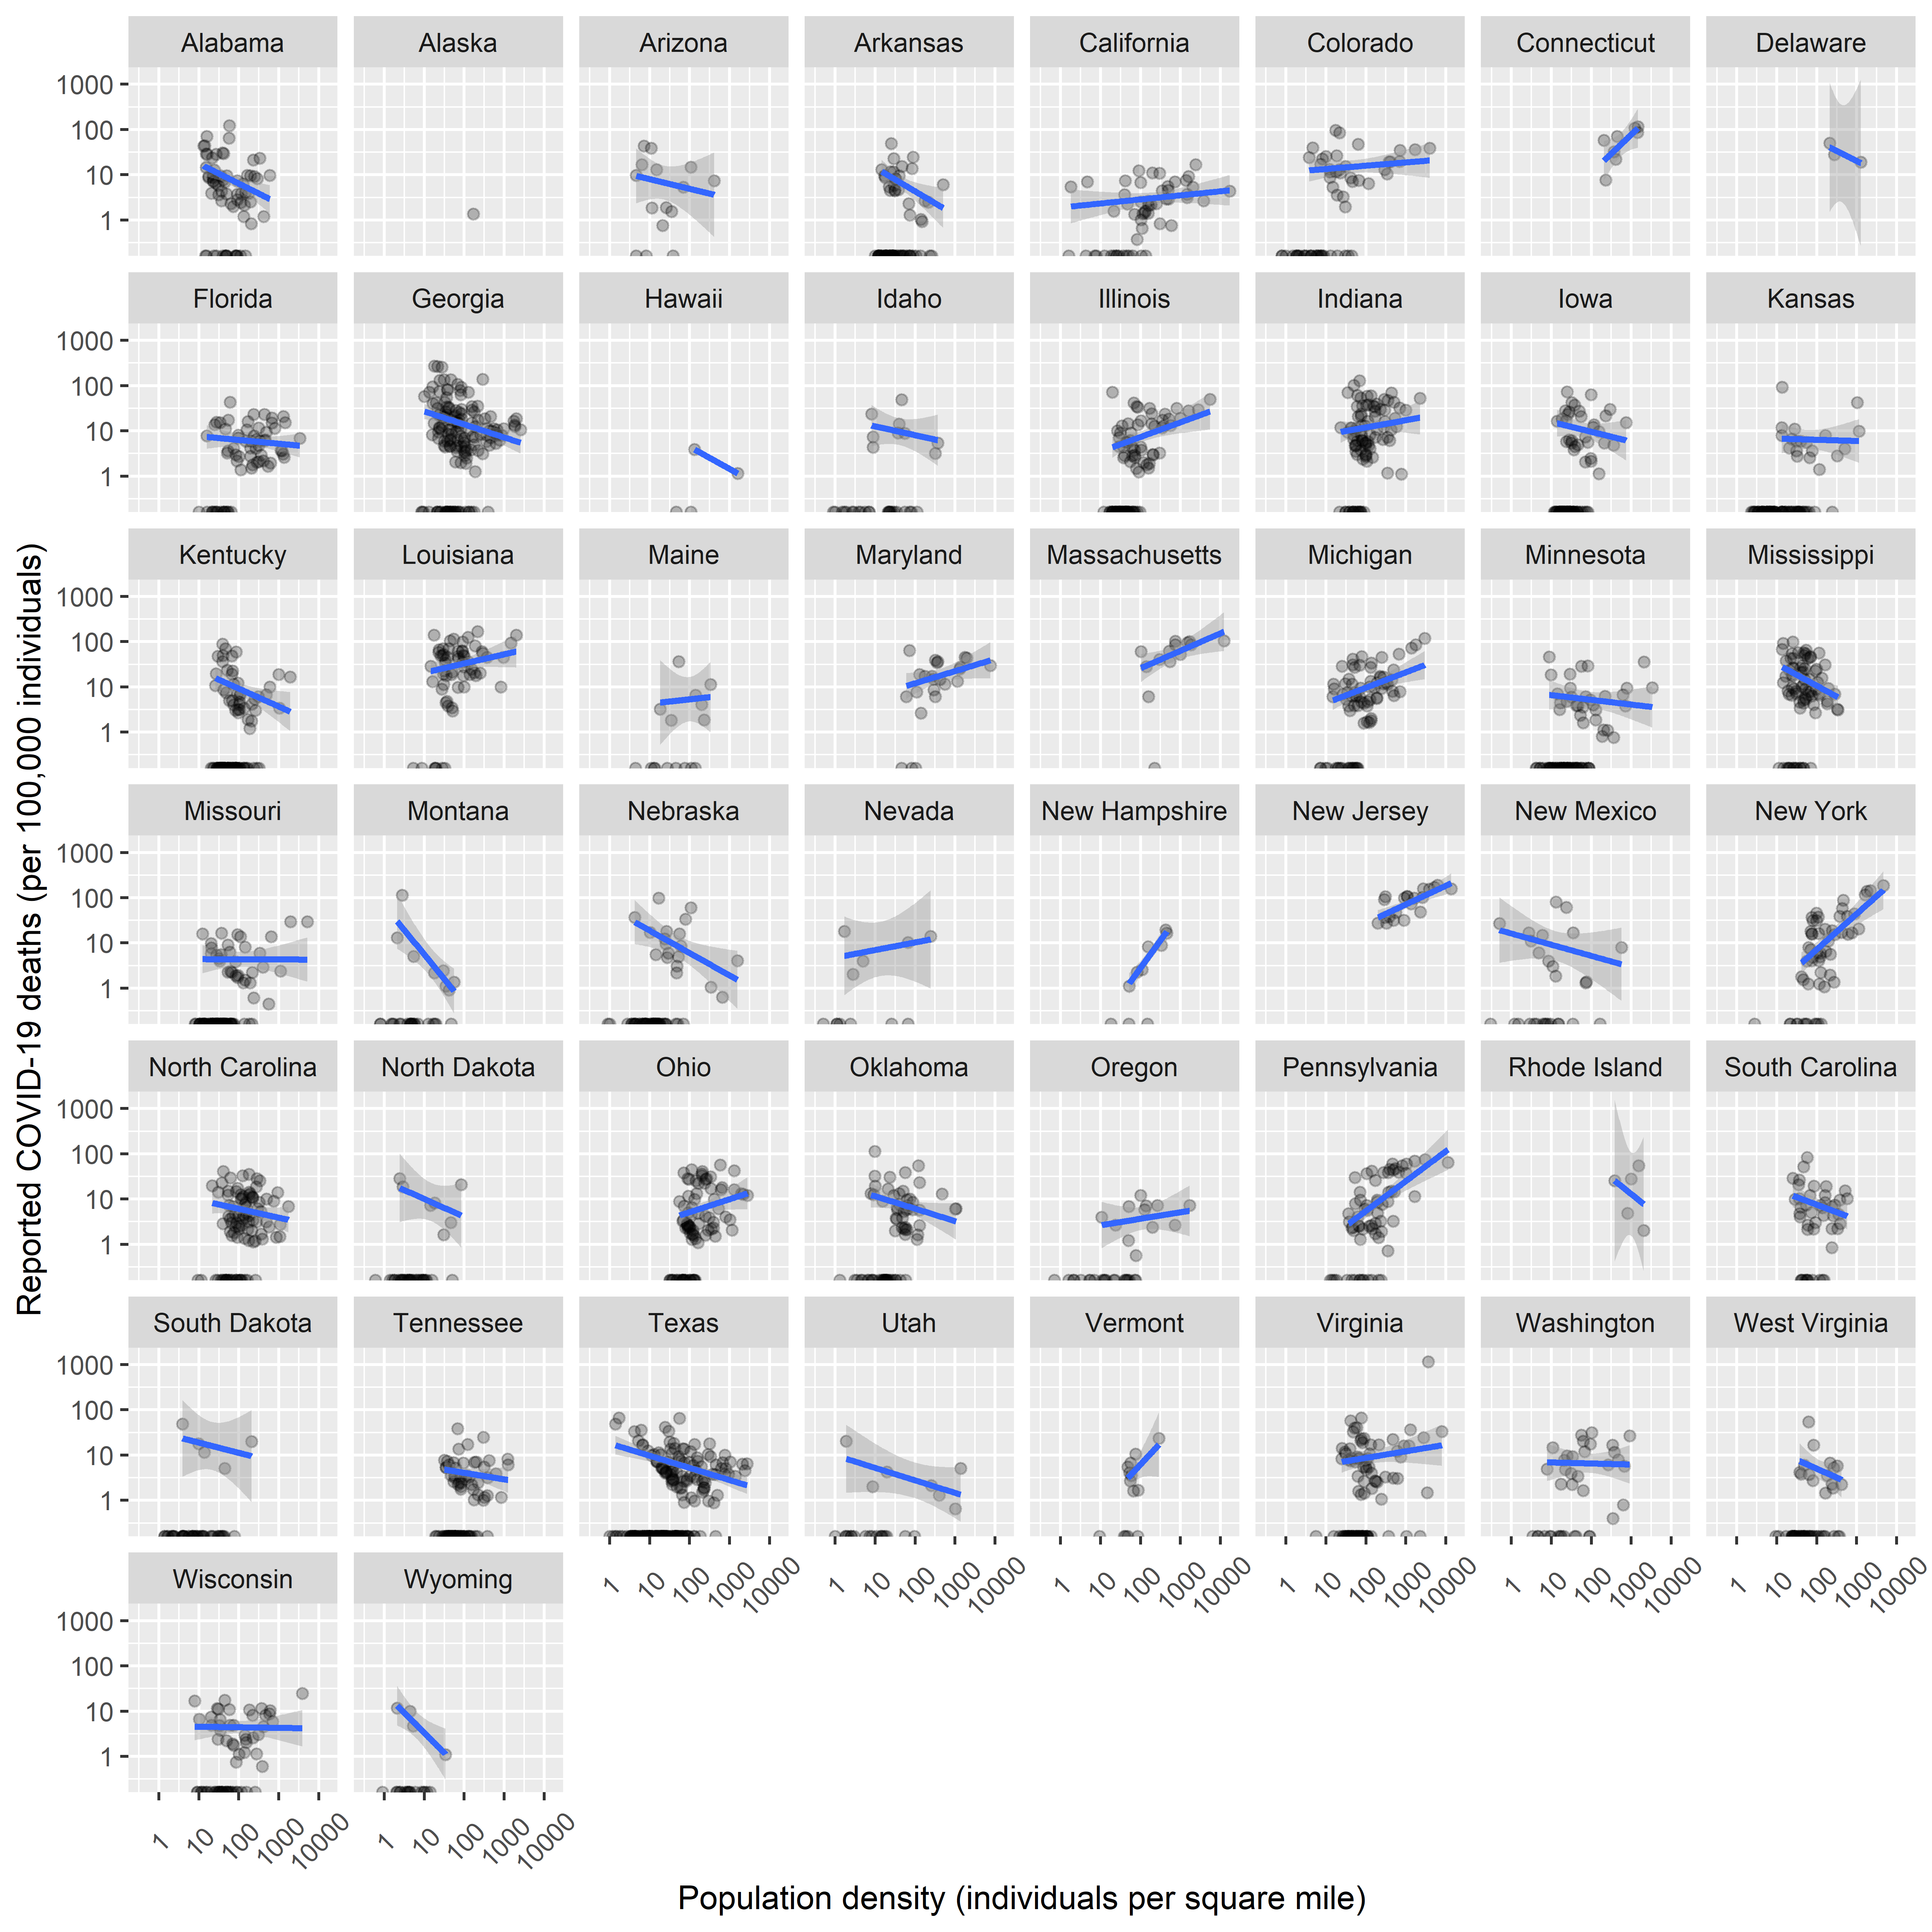 Alabama Alaska Arizona Arkansas California Colorado Connecticut Delaware
1000
100
10
1
Florida Georgia Hawaii Idaho Illinois Indiana Iowa Kansas
1000
100
10
1
Kentucky Louisiana Maine Maryland Massachusetts Michigan Minnesota Mississippi
1000
100
10
1
Missouri Montana Nebraska Nevada New Hampshire New Jersey New Mexico New York
1000
100
10
1
North Carolina North Dakota Ohio Oklahoma Oregon Pennsylvania Rhode Island South Carolina
1000
100
10
1
South Dakota Tennessee Texas Utah Vermont Virginia Washington West Virginia
1000
100
10
1
1 10 100 1000 10000 1 10 100 1000 10000 1 10 100 1000 10000 1 10 100 1000 10000 1 10 100 1000 10000 1 10 100 1000 10000
Wisconsin Wyoming
1000
100
10
1
1 10 100 1000 10000 1 10 100 1000 10000
Population density (individuals per square mile)
Reported COVID-19 deaths (per 100,000 individuals)